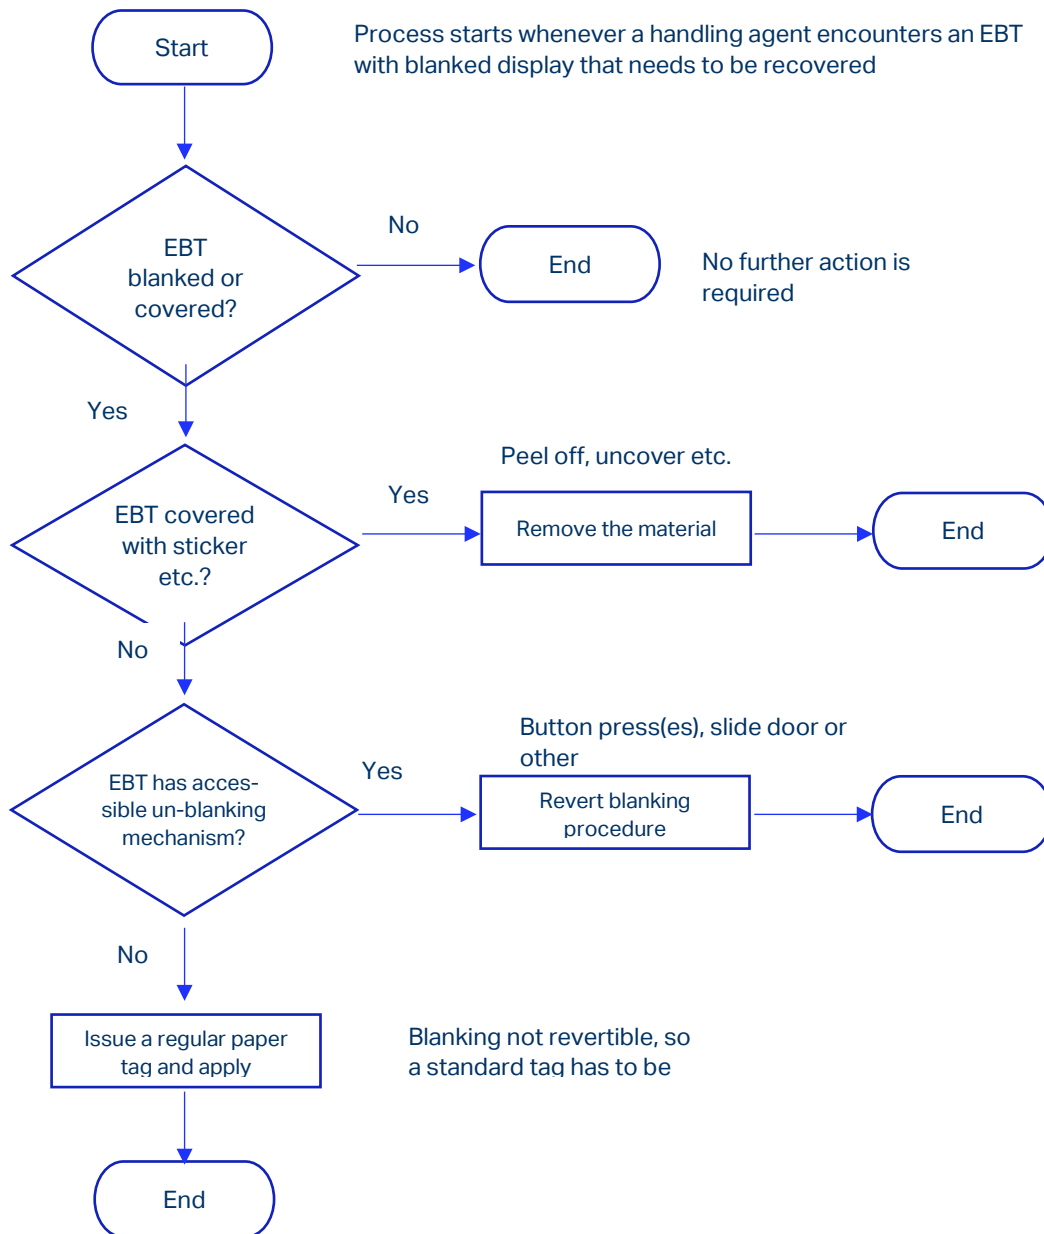 Start
Process starts whenever a handling agent encounters an EBT
with blanked display that needs to be recovered
EBT
blanked or
covered?
No
End
No further action is
required
Yes
EBT covered
with sticker
etc.?
Yes
Peel off, uncover etc.
Remove the material
End
No
EBT has acces-
sible un-blanking
mechanism?
Yes
Button press(es), slide door or
other
Revert blanking
procedure
End
No
Issue a regular paper
tag and apply
Blanking not revertible, so
a standard tag has to be
End